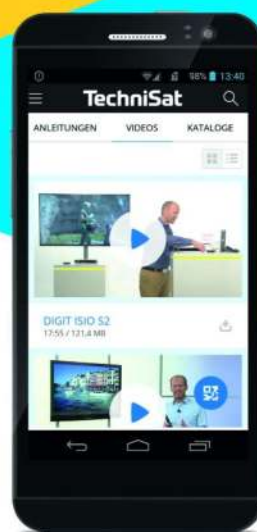 98% 13:40
TechniSat
ANLEITUNGEN VIDEOS KATALOGE
DIGIT ISIO S2
17:55 / 121,4 MB